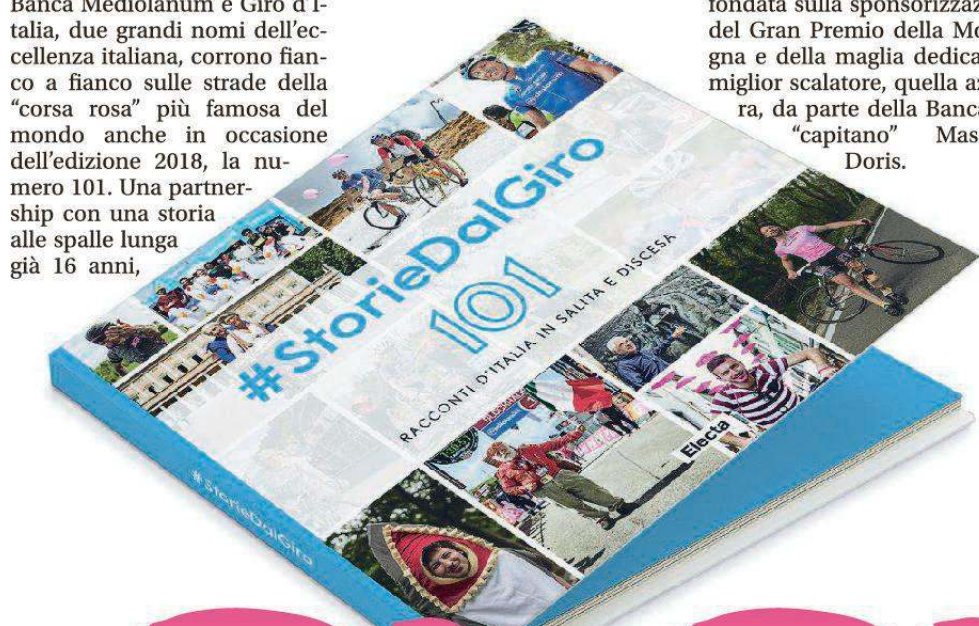 Banca Mediolanum e Giro d'I-
talia, due grandi nomi dell'ec-
cellenza italiana, corrono fian-
co a fianco sulle strade della
"corsa rosa" più famosa del
mondo anche in occasione
dell'edizione 2018, la nu-
mero 101. Una partner-
ship con una storia
alle spalle lunga
già 16 anni,
fondata sulla sponsorizzaz
del Gran Premio della Mo
gna e della maglia dedica
miglior scalatore, quella az
ra, da parte della Banca
"capitano" Mas
Doris.
#StorieDalGiro
101
RACCONTI D'ITALIA IN SALITA E DISCESA
Electa
#StorieDalGiro